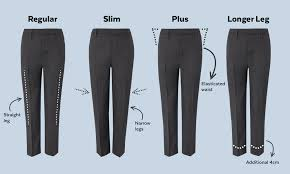 Regular
Slim
Plus
Longer Leg
Straight
leg
Narrow
legs
Elasticated
waist
Additional 4cm